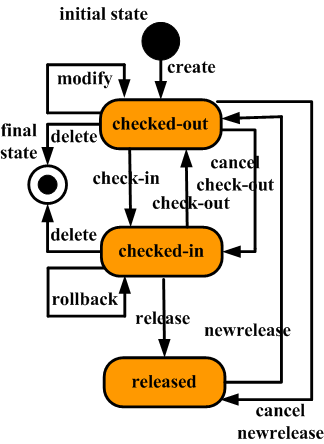 initial state
create
modify
checked-out
final
state
delete
cancel
check-out
check-in
check-out
delete
checked-in
rollback
release
newrelease
released
cancel
newrelease